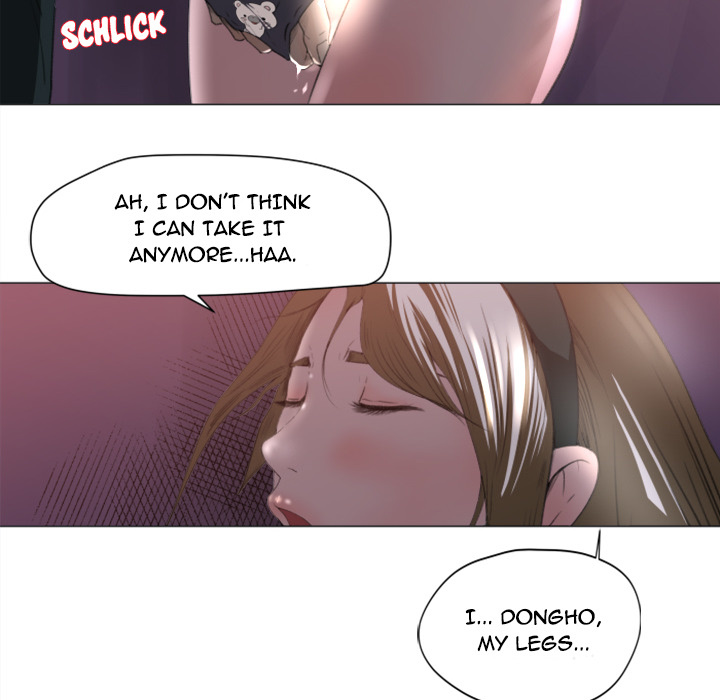 SCHLICK
AH, I DON'T THINK
I CAN TAKE IT
ANYMORE...HAA.
I... DONGHO,
MY LEGS...